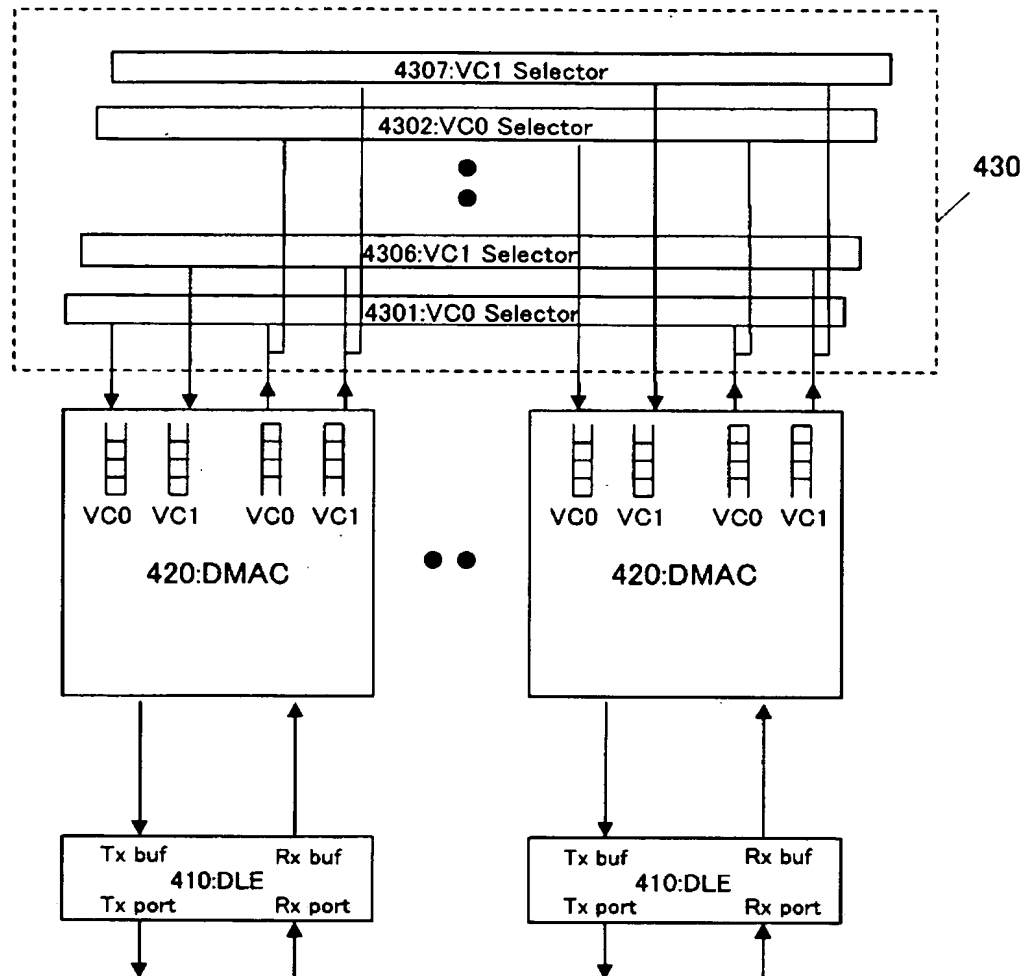 4307:VC1 Selector
4302:VC0 Selector
430
4306:VC1 Selector
4301:VC0 Selector
VC0 VC1 VC0 VC1
VC0 VC1 VC0 VC1
420:DMAC
420:DMAC
Tx buf Rx buf
410:DLE
Tx port Rx port
Tx buf Rx buf
410:DLE
Tx port Rx port